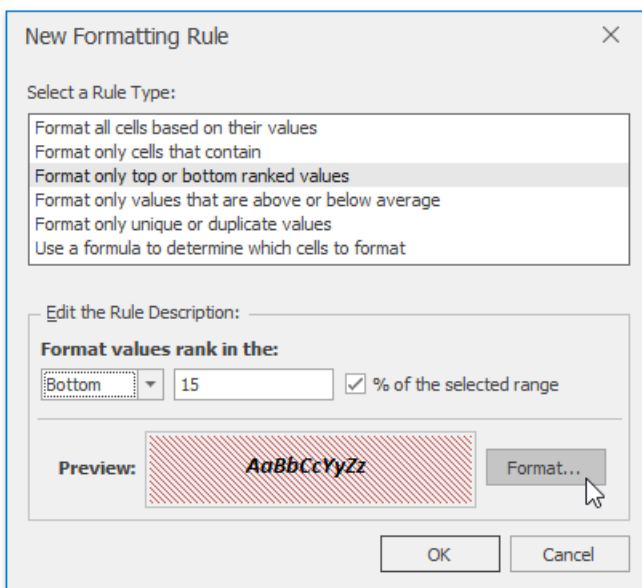 New Formatting Rule
Select a Rule Type:
Format all cells based on their values
Format only cells that contain
Format only top or bottom ranked values
Format only values that are above or below average
Format only unique or duplicate values
Use a formula to determine which cells to format
Edit the Rule Description:
Format values rank in the:
Bottom 15 % of the selected range
Preview: AaBbCcYyZz Format...
OK Cancel